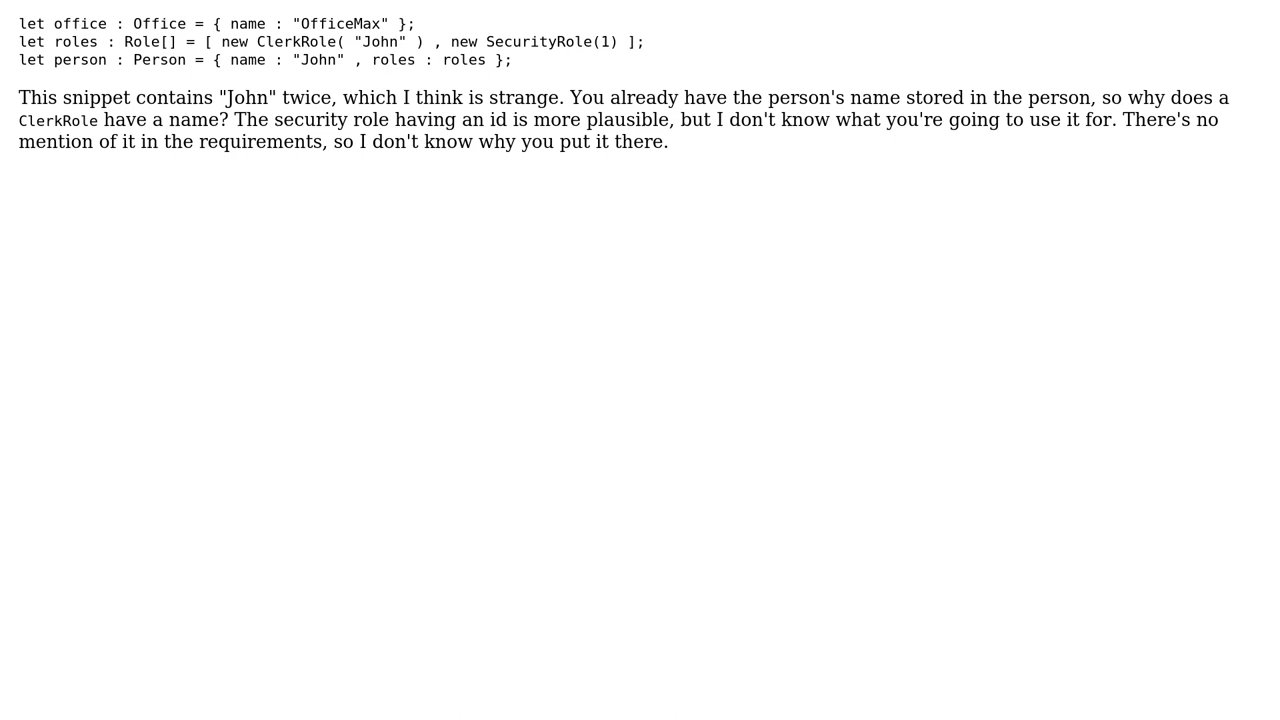 let office : Office = { name : "OfficeMax" };
let roles : Role[] = [ new ClerkRole( "John" ) , new SecurityRole(1) ];
let person : Person = { name : "John" , roles : roles };
This snippet contains "John" twice, which I think is strange. You already have the person's name stored in the person, so why does a
ClerkRole have a name? The security role having an id is more plausible, but I don't know what you're going to use it for. There's no
mention of it in the requirements, so I don't know why you put it there.